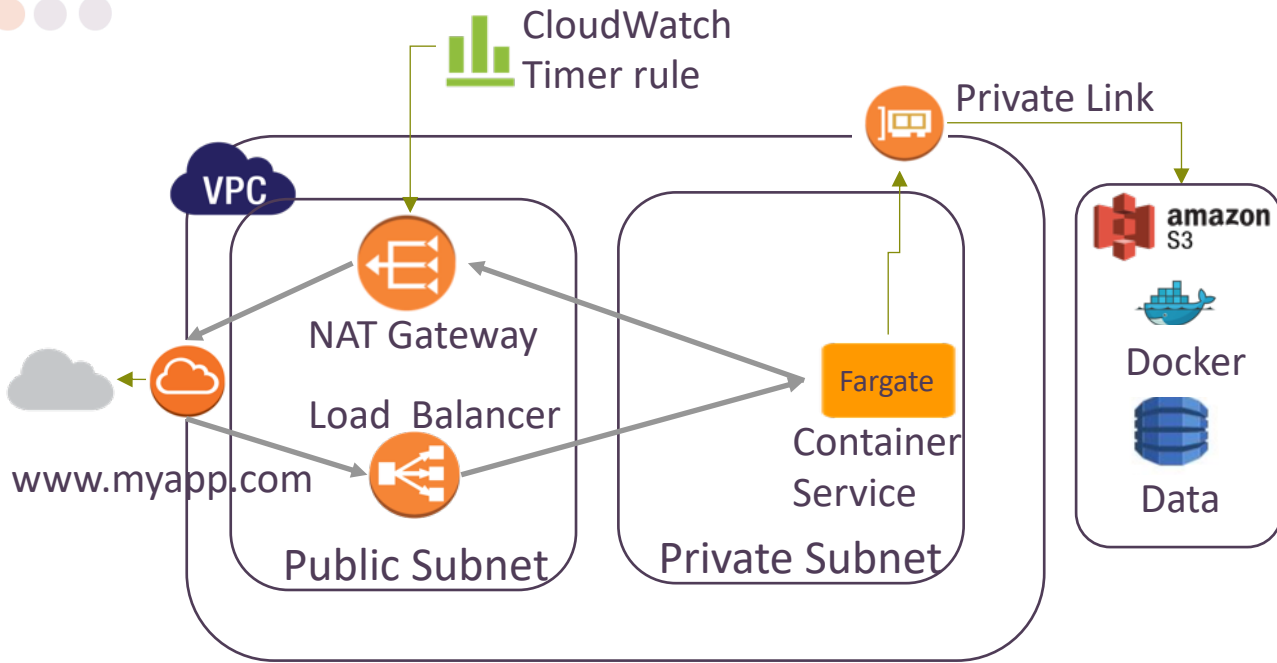 CloudWatch
Timer rule
Private Link
VPC
amazon
S3
NAT Gateway
Docker
Fargate
Load Balancer
Container
Service
www.myapp.com
Data
Public Subnet
Private Subnet